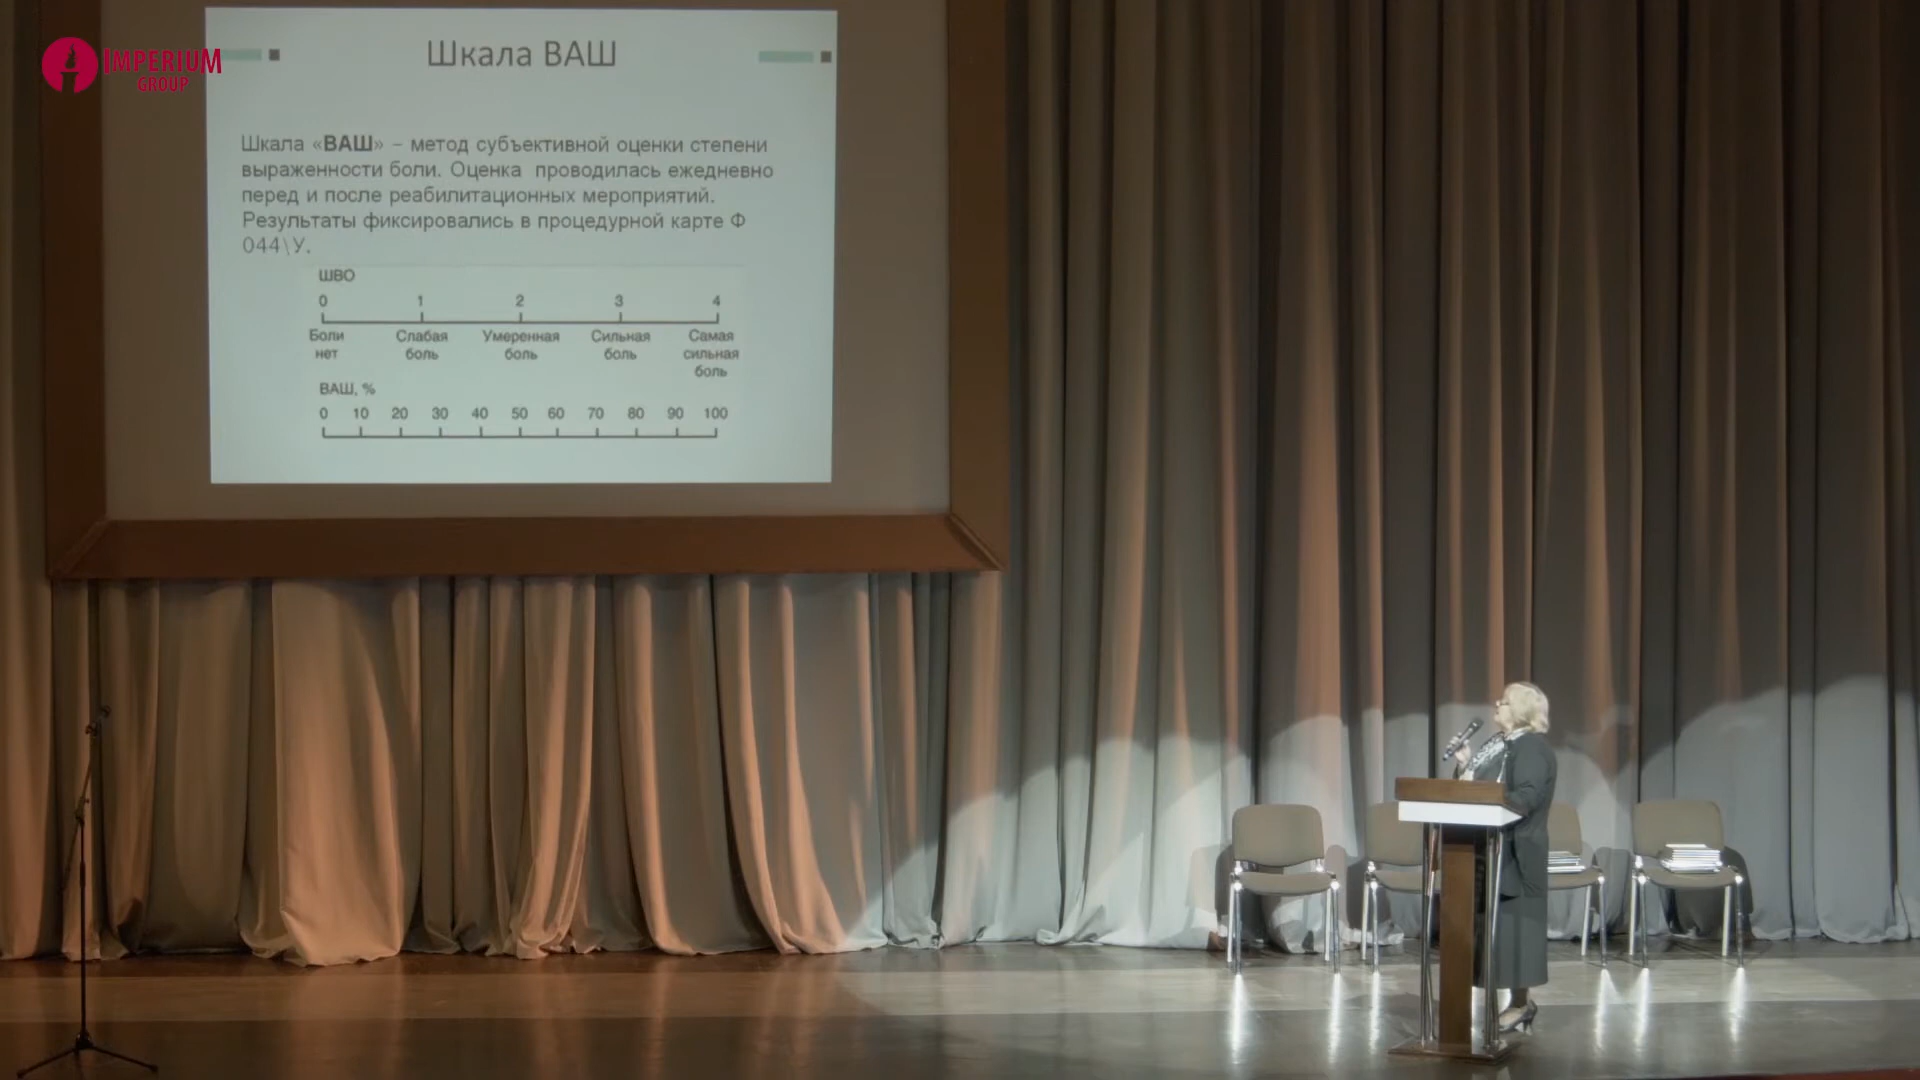 IMPERIUM
GROUP
Шкала ВАШ
Шкала «ВАШ» – метод субъективной оценки степени
выраженности боли. Оценка проводилась ежедневно
перед и после реабилитационных мероприятий.
Результаты фиксировались в процедурной карте Ф
044\У.
ШВО
0 1 2 3 4
Боли Слабая Умеренная Сильная Самая
нет боль боль боль сильная
боль
ВАШ, %
0 10 20 30 40 50 60 70 80 90 100